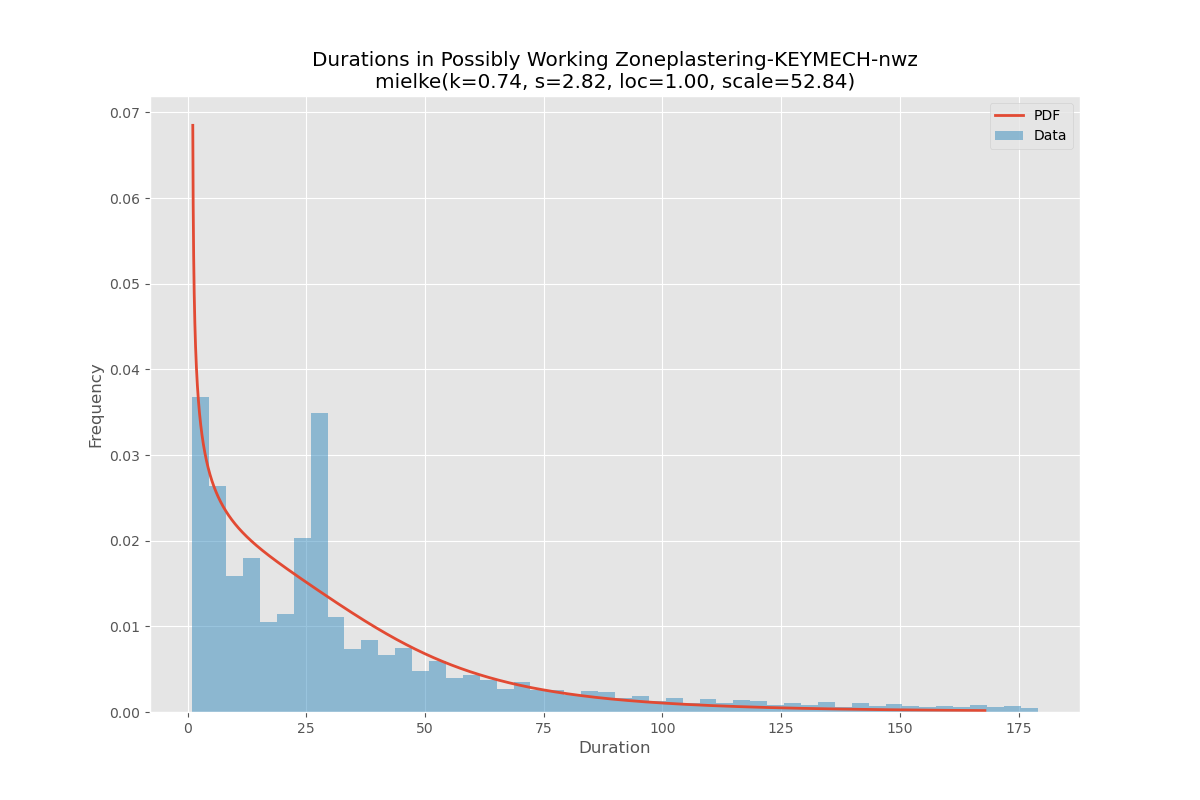 Durations in Possibly Working Zoneplastering-KEYMECH-nwz
mielke(k=0.74, s=2.82, loc=1.00, scale=52.84)
PDF
Data
0.07
0.06
0.05
0.04
0.03
0.02
0.01
0.00
Frequency
0 25 50 75 100 125 150 175
Duration